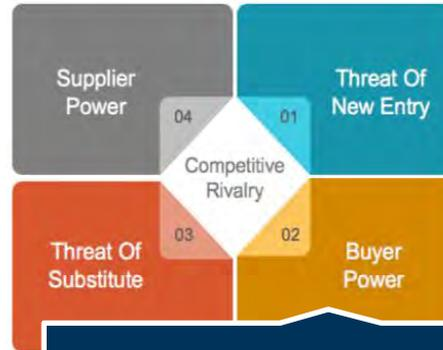 Supplier
Power
Threat Of
New Entry
04
01
Competitive
Rivalry
03
02
Threat Of
Substitute
Buyer
Power